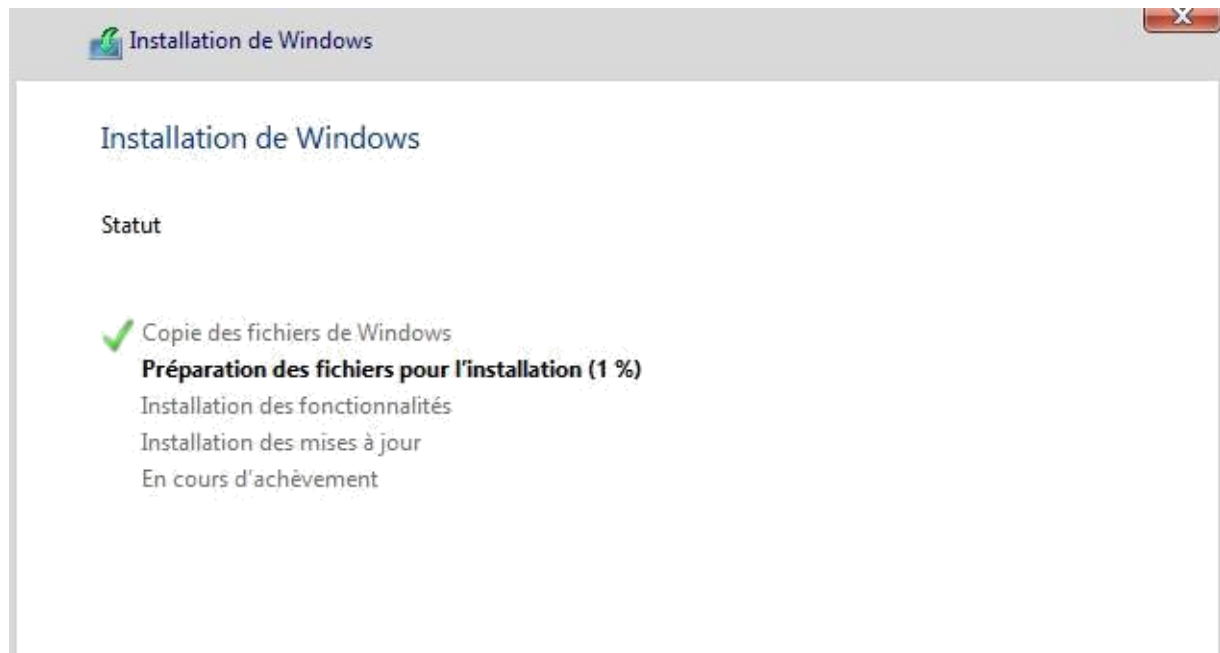 Installation de Windows
Installation de Windows
Statut
Copie des fichiers de Windows
Préparation des fichiers pour l'installation (1 %)
Installation des fonctionnalités
Installation des mises à jour
En cours d'achèvement